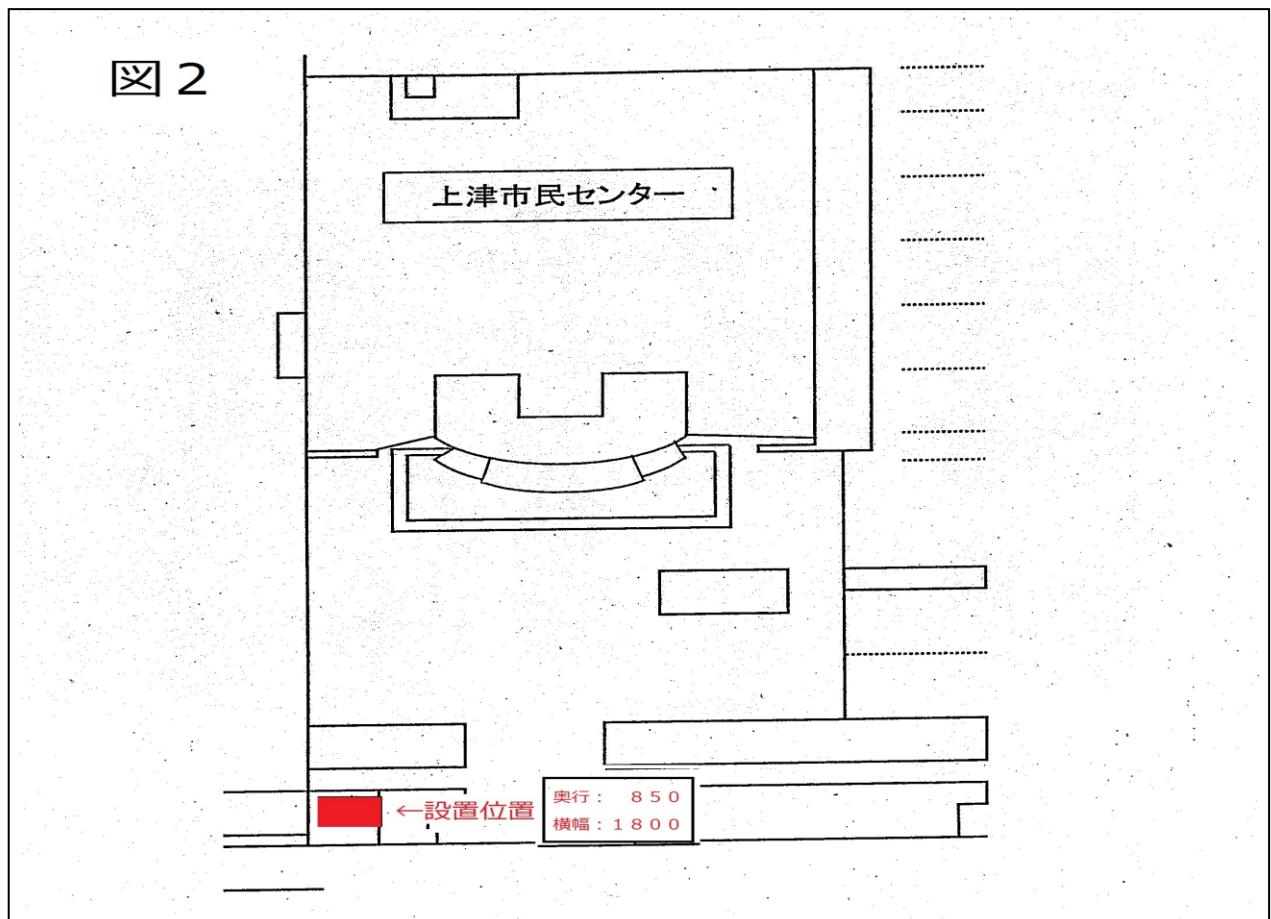 図２
上津市民センター
←設置位置
奥行：　８５０
横幅：１８００